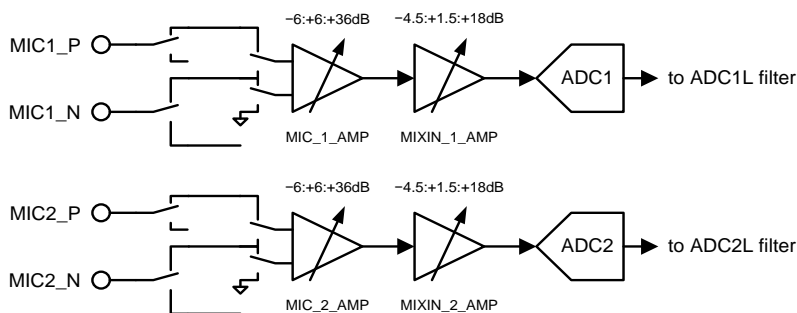 −6:+6:+36dB
−4.5:+1.5:+18dB
MIC1_P
ADC1
to ADC1L filter
MIC1_N
MIC_1_AMP
MIXIN_1_AMP
−6:+6:+36dB
−4.5:+1.5:+18dB
MIC2_P
ADC2
to ADC2L filter
MIC2_N
MIC_2_AMP
MIXIN_2_AMP